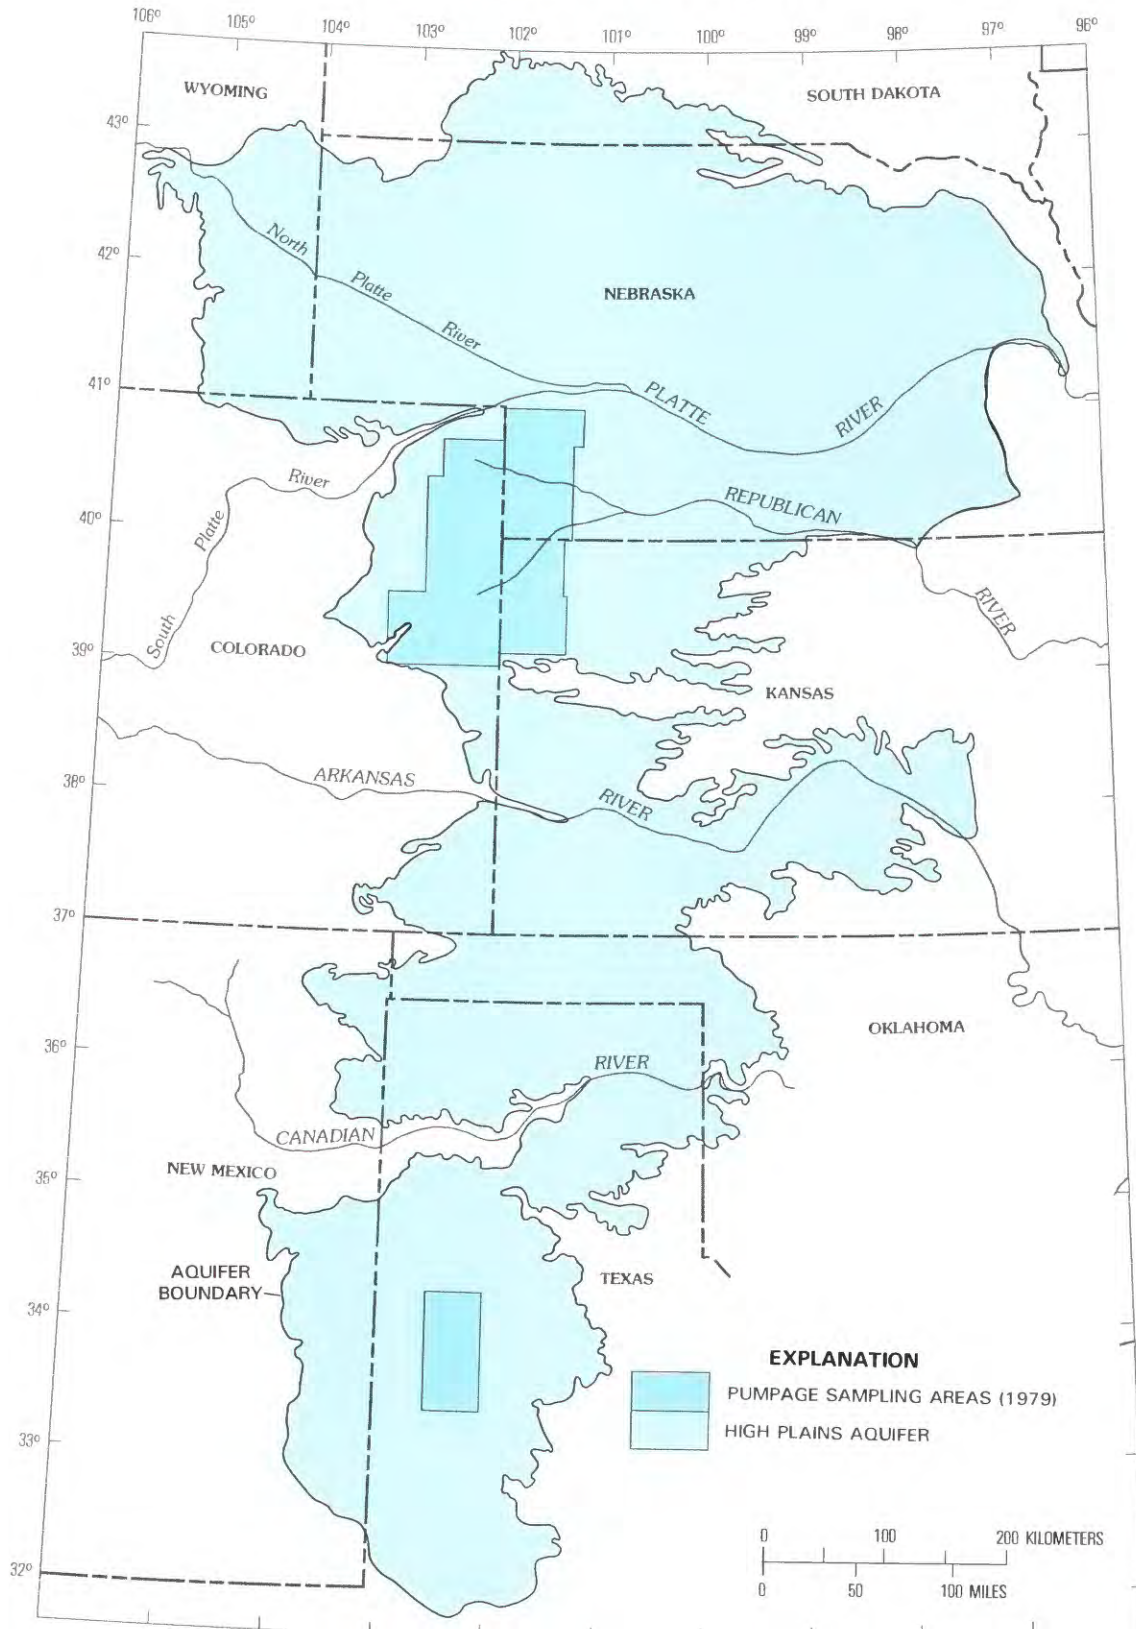 106°
105°
104°
103°
102°
101°
100°
99°
98°
97°
96°
WYOMING
SOUTH DAKOTA
43°
North
Platte
River
42°
NEBRASKA
41°
PLATTE
RIVER
South
Platte
River
REPUBLICAN
RIVER
40°
39°
COLORADO
KANSAS
38°
ARKANSAS
RIVER
37°
36°
OKLAHOMA
CANADIAN
RIVER
NEW MEXICO
35°
AQUIFER
BOUNDARY
TEXAS
34°
33°
32°
EXPLANATION
PUMPAGE SAMPLING AREAS (1979)
HIGH PLAINS AQUIFER
0 100 200 KILOMETERS
0 50 100 MILES